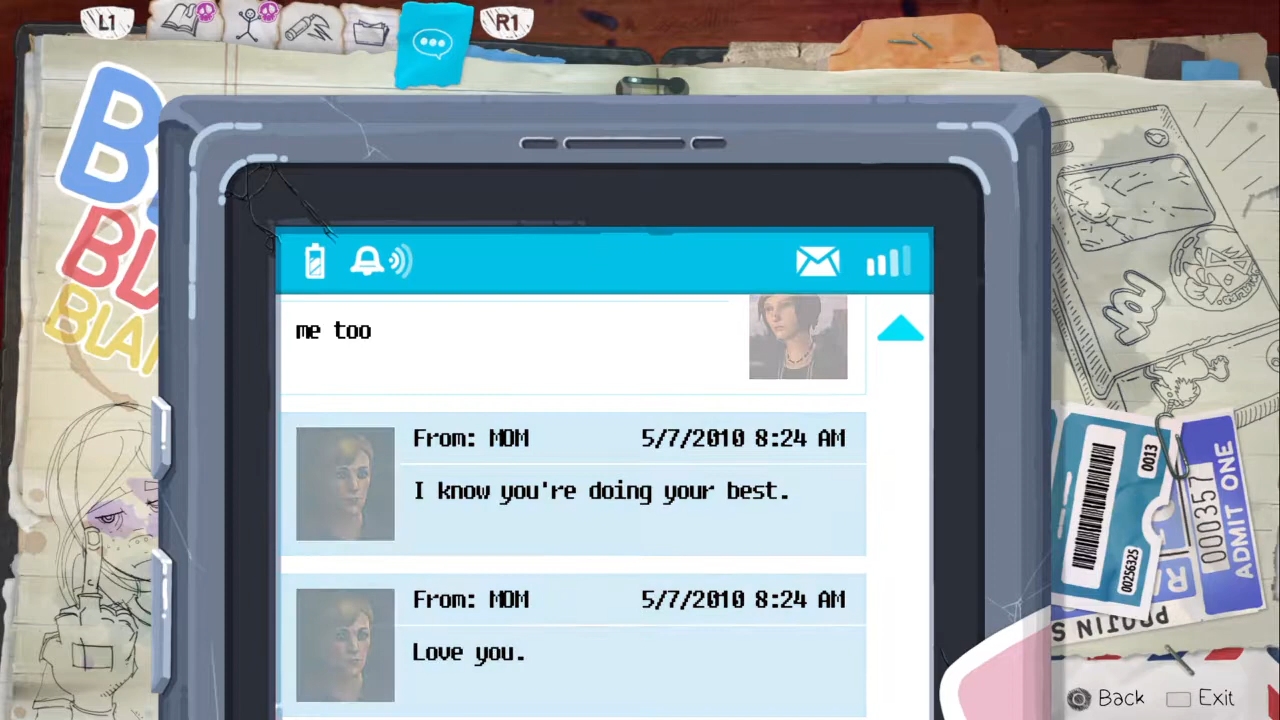 L1
R1
me too
From: MOM 5/7/2010 8:24 AM
I know you're doing your best.
From: MOM 5/7/2010 8:24 AM
Love you.
0013
00256325
000357
ADMIT ONE
Back
Exit